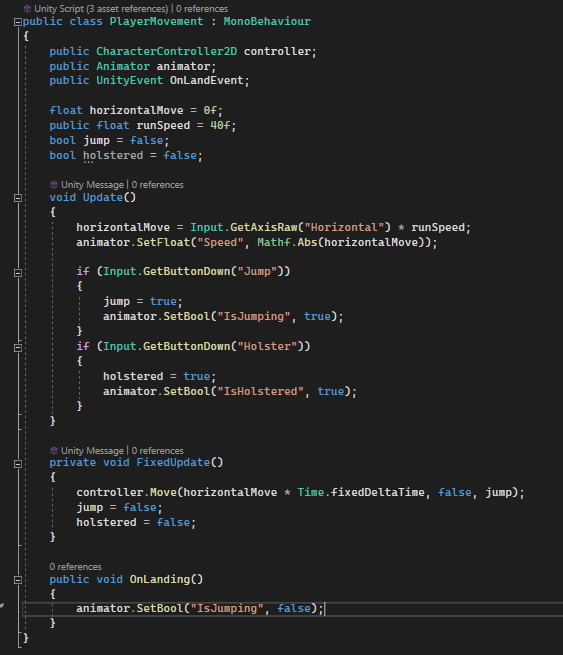 Unity Script (3 asset references) | 0 references
public class PlayerMovement : MonoBehaviour
{
public CharacterController2D controller;
public Animator animator;
public UnityEvent OnLandEvent;
float horizontalMove = 0f;
public float runSpeed = 40f;
bool jump = false;
bool holstered = false;
Unity Message | 0 references
void Update()
{
horizontalMove = Input.GetAxisRaw("Horizontal") * runSpeed;
animator.SetFloat("Speed", Mathf.Abs(horizontalMove));
if (Input.GetButtonDown("Jump"))
{
jump = true;
animator.SetBool("IsJumping", true);
}
if (Input.GetButtonDown("Holster"))
{
holstered = true;
animator.SetBool("IsHolstered", true);
}
}
Unity Message | 0 references
private void FixedUpdate()
{
controller.Move(horizontalMove * Time.fixedDeltaTime, false, jump);
jump = false;
holstered = false;
}
0 references
public void OnLanding()
{
animator.SetBool("IsJumping", false);
}
}